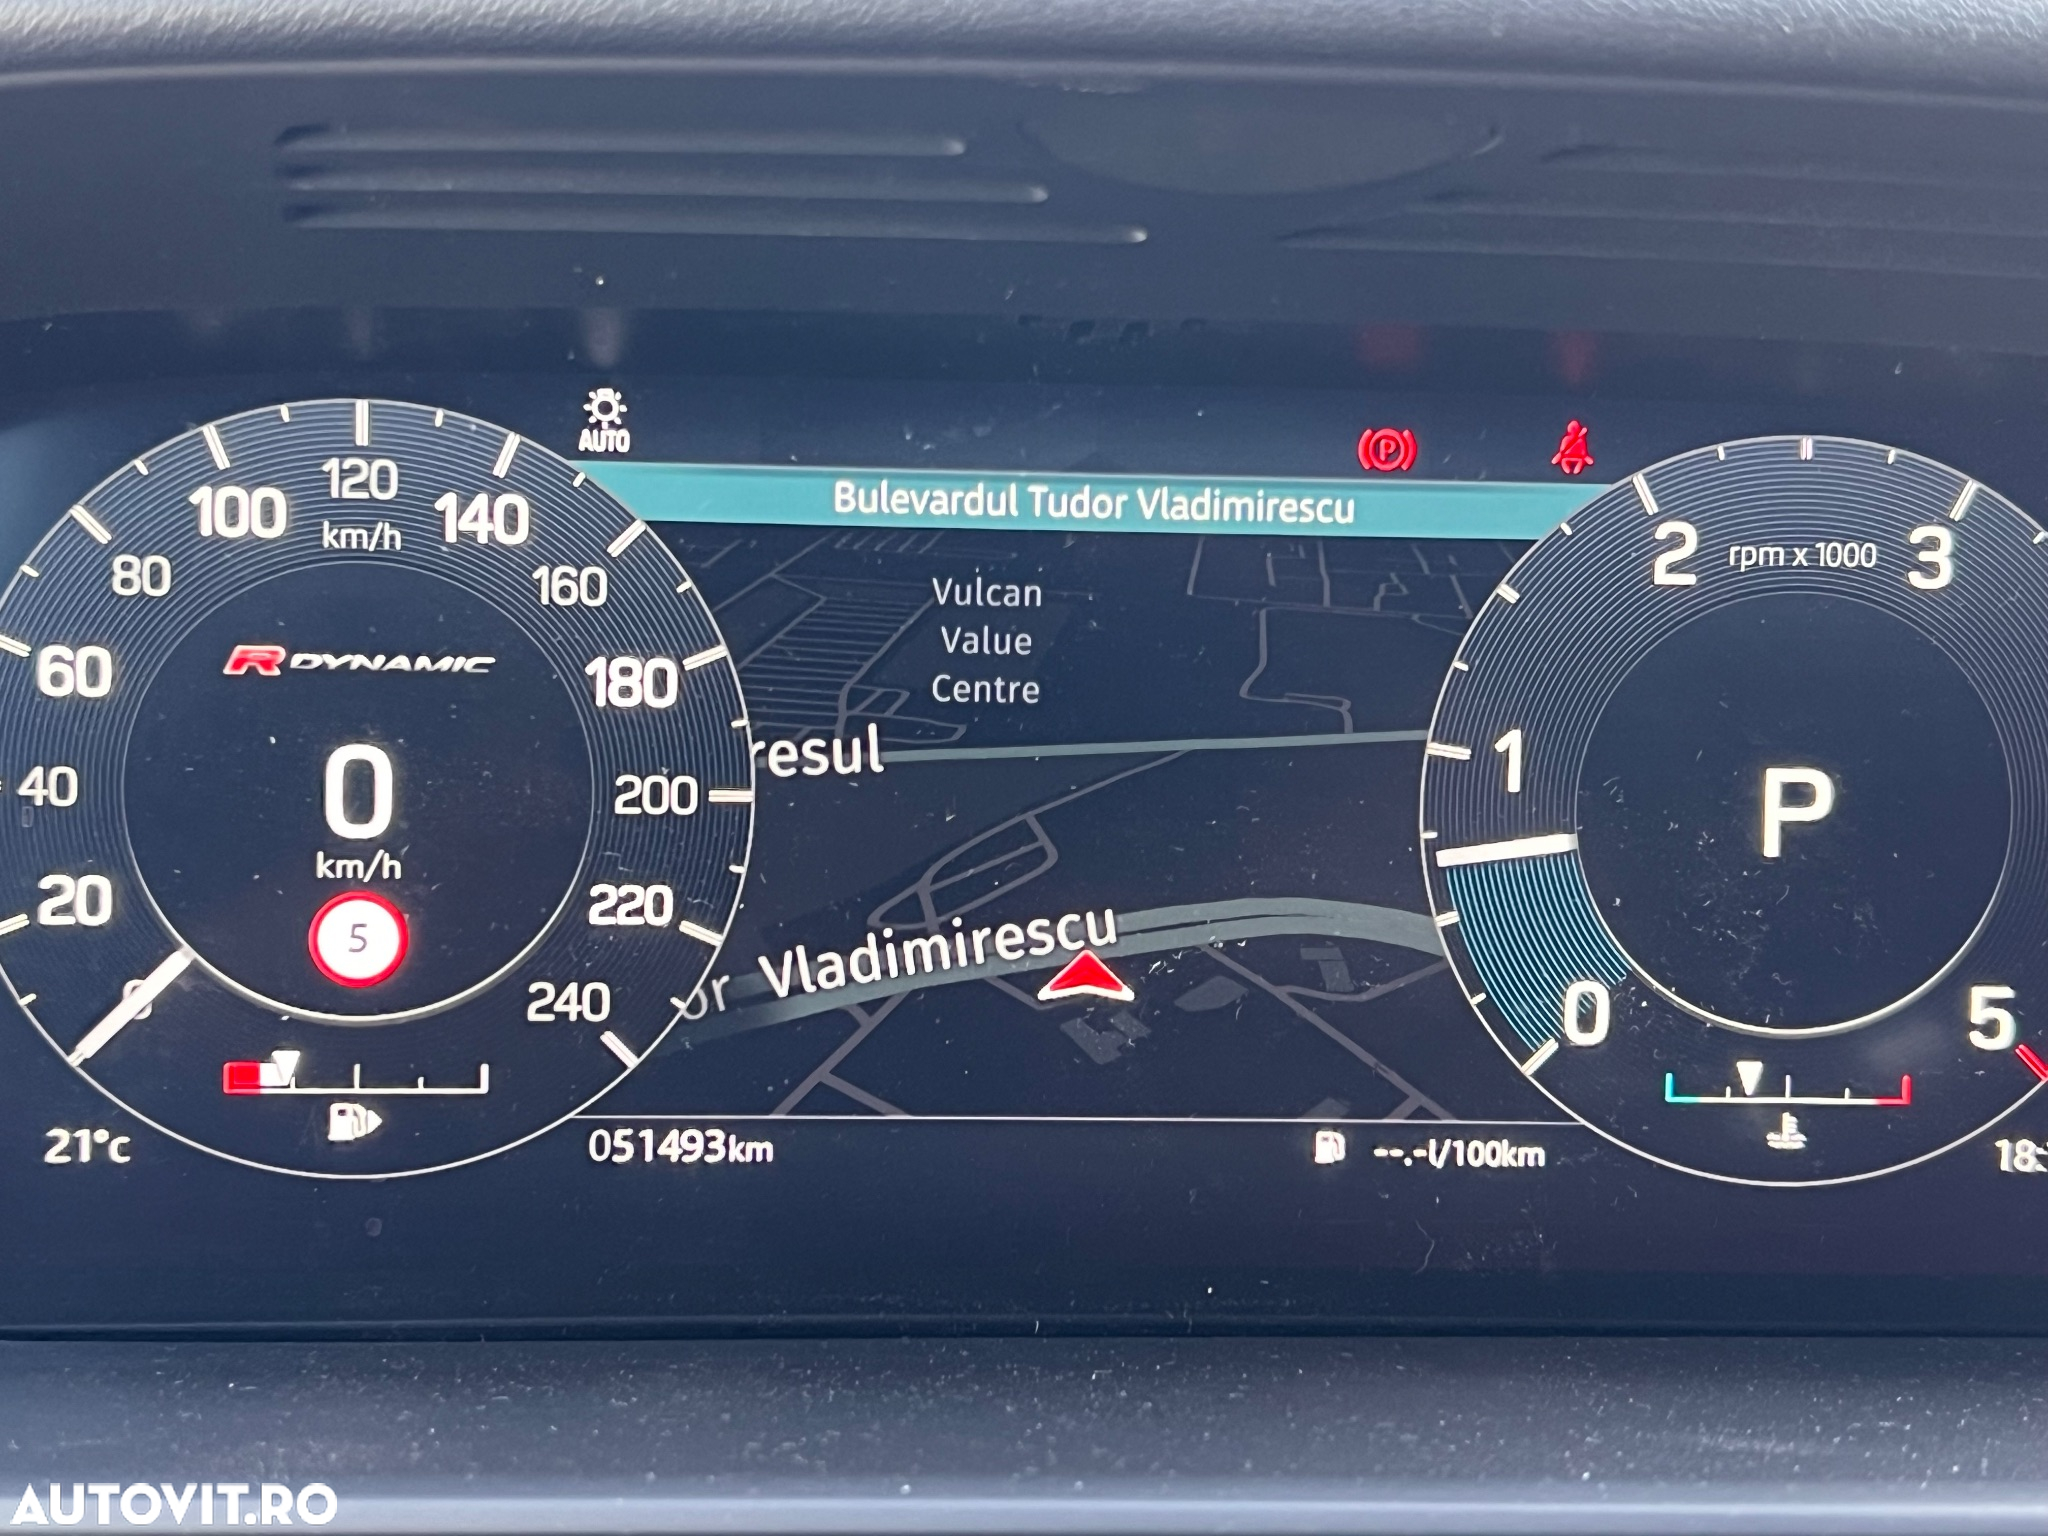 AUTO
P
Bulevardul Tudor Vladimirescu
20
40
60
80
100
120
km/h
140
160
180
200
220
240
R DYNAMIC
0
km/h
5
Vulcan
Value
Centre
resul
or Vladimirescu
0
1
2
rpm x 1000
3
5
P
21°c
051493km
--.-l/100km
AUTOVIT.RO